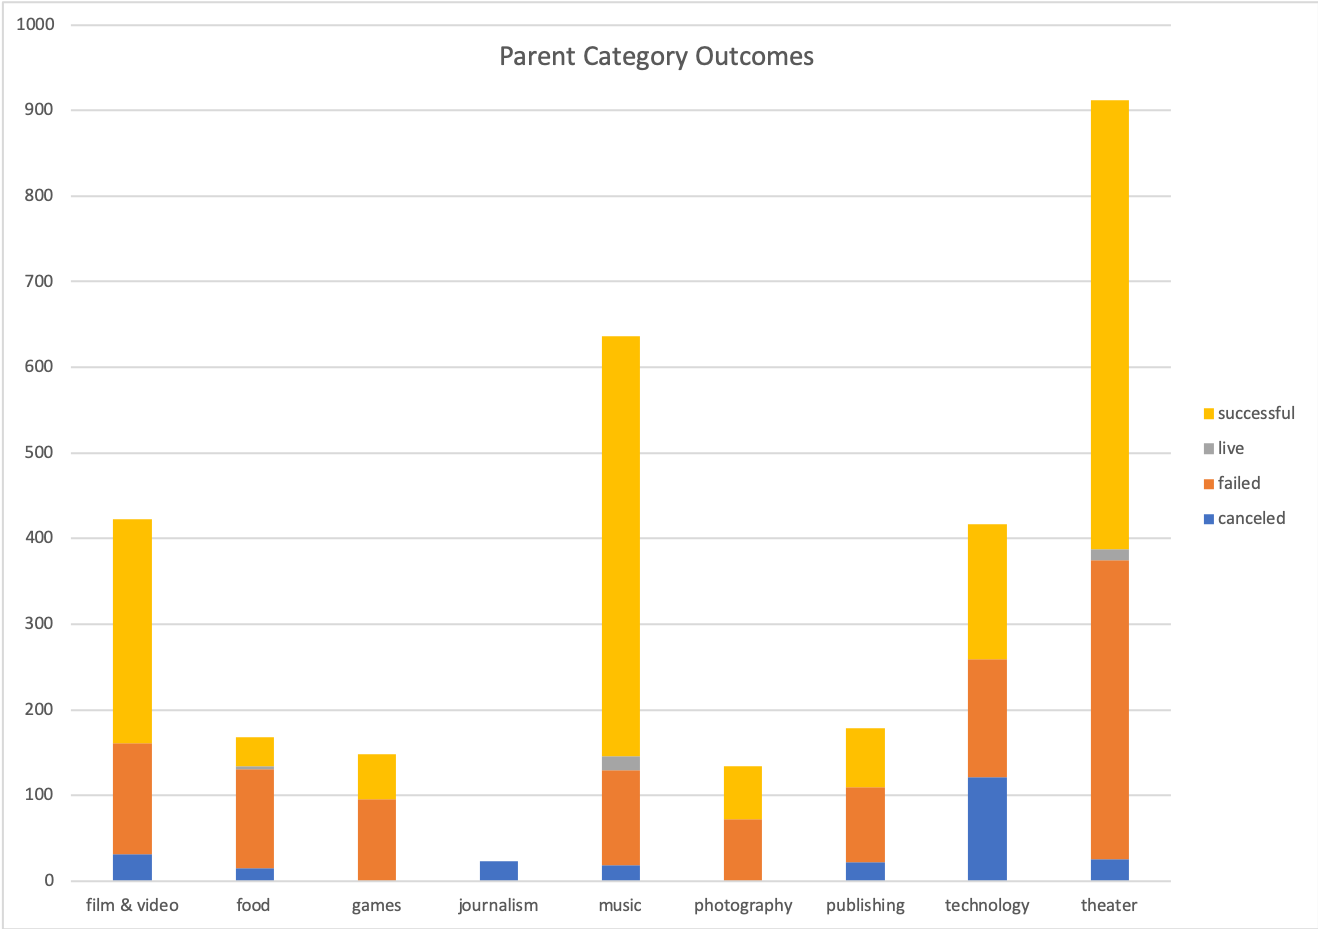 Parent Category Outcomes
1000
900
800
700
600
500
400
300
200
100
0
film & video food games journalism music photography publishing technology theater
successful
live
failed
canceled